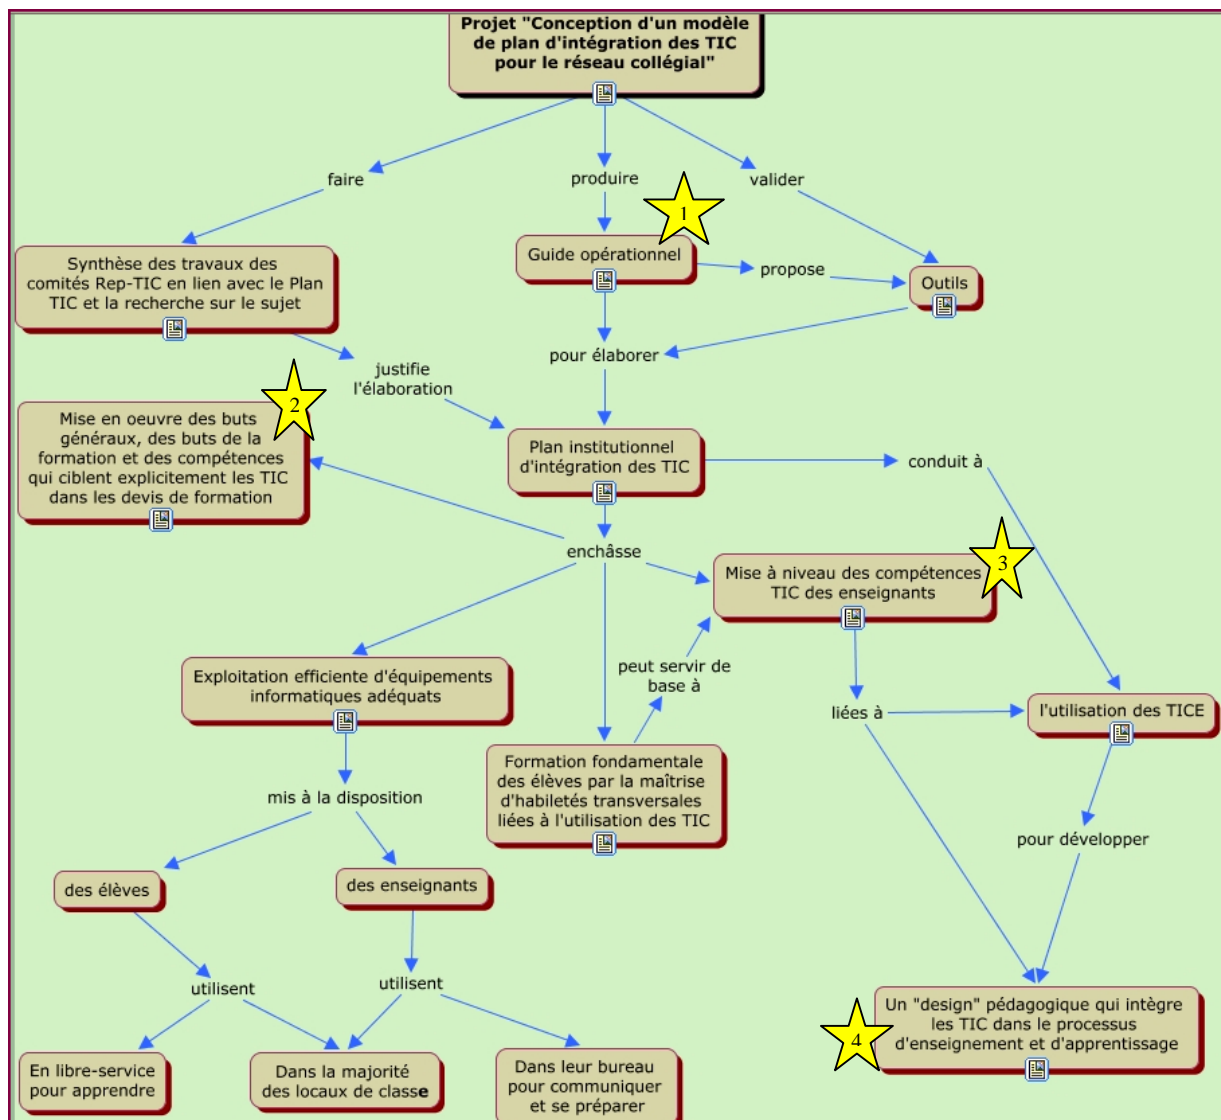 Projet "Conception d'un modèle
de plan d'intégration des TIC
pour le réseau collégial"
faire
produire
valider
1
Synthèse des travaux des
comités Rep-TIC en lien avec le Plan
TIC et la recherche sur le sujet
Guide opérationnel
propose
Outils
pour élaborer
justifie
l'élaboration
2
Mise en oeuvre des buts
généraux, des buts de la
formation et des compétences
qui ciblent explicitement les TIC
dans les devis de formation
Plan institutionnel
d'intégration des TIC
conduit à
enchâsse
3
Mise à niveau des compétences
TIC des enseignants
Exploitation efficiente d'équipements
informatiques adéquats
peut servir de
base à
liées à
l'utilisation des TICE
Formation fondamentale
des élèves par la maîtrise
d'habiletés transversales
liées à l'utilisation des TIC
mis à la disposition
pour développer
des élèves
des enseignants
utilisent
utilisent
4
Un "design" pédagogique qui intègre
les TIC dans le processus
d'enseignement et d'apprentissage
En libre-service
pour apprendre
Dans la majorité
des locaux de classe
Dans leur bureau
pour communiquer
et se préparer